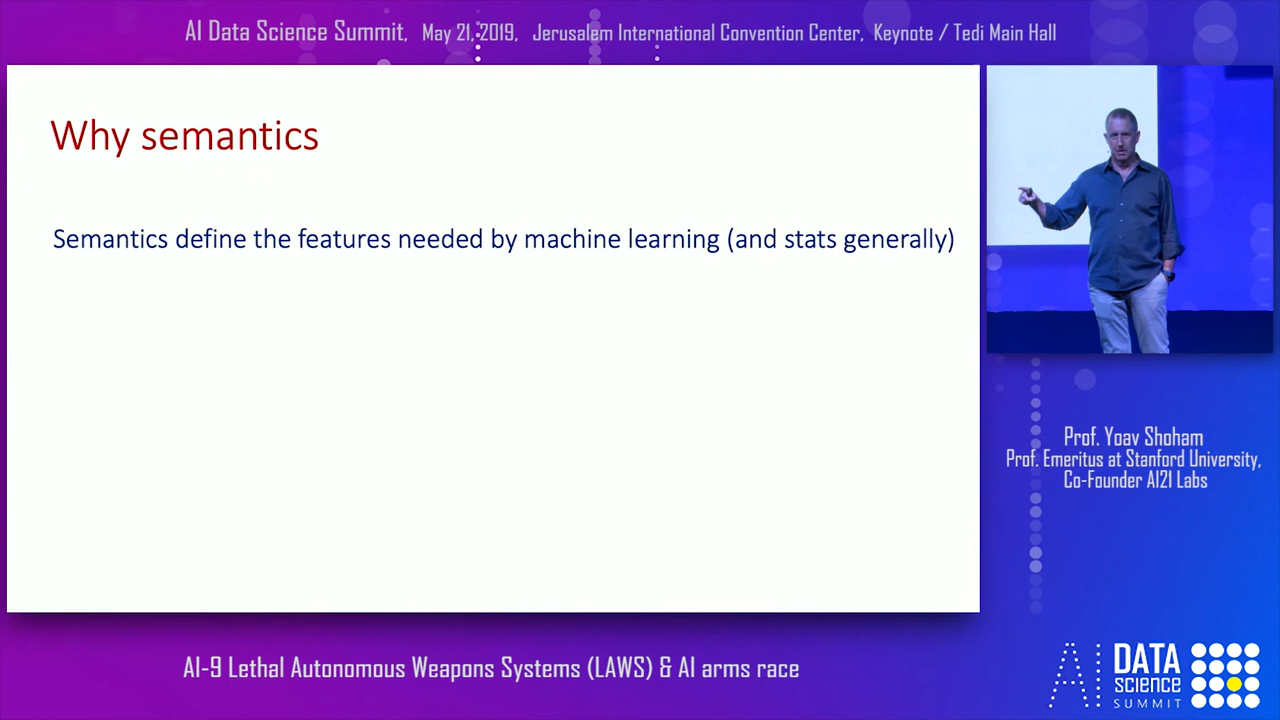 AI Data Science Summit, May 21, 2019, Jerusalem International Convention Center, Keynote / Tedi Main Hall
Why semantics
Semantics define the features needed by machine learning (and stats generally)
Prof. Yoav Shoham
Prof. Emeritus at Stanford University,
Co-Founder AI21 Labs
AI-9 Lethal Autonomous Weapons Systems (LAWS) & AI arms race
AI DATA
SCIENCE
SUMMIT